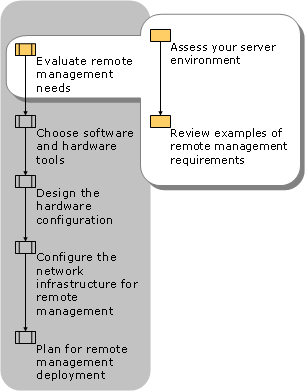 Evaluate remote
management
needs
Assess your server
environment
Review examples of
remote management
requirements
Choose software
and hardware
tools
Design the
hardware
configuration
Configure the
network
infrastructure for
remote
management
Plan for remote
management
deployment